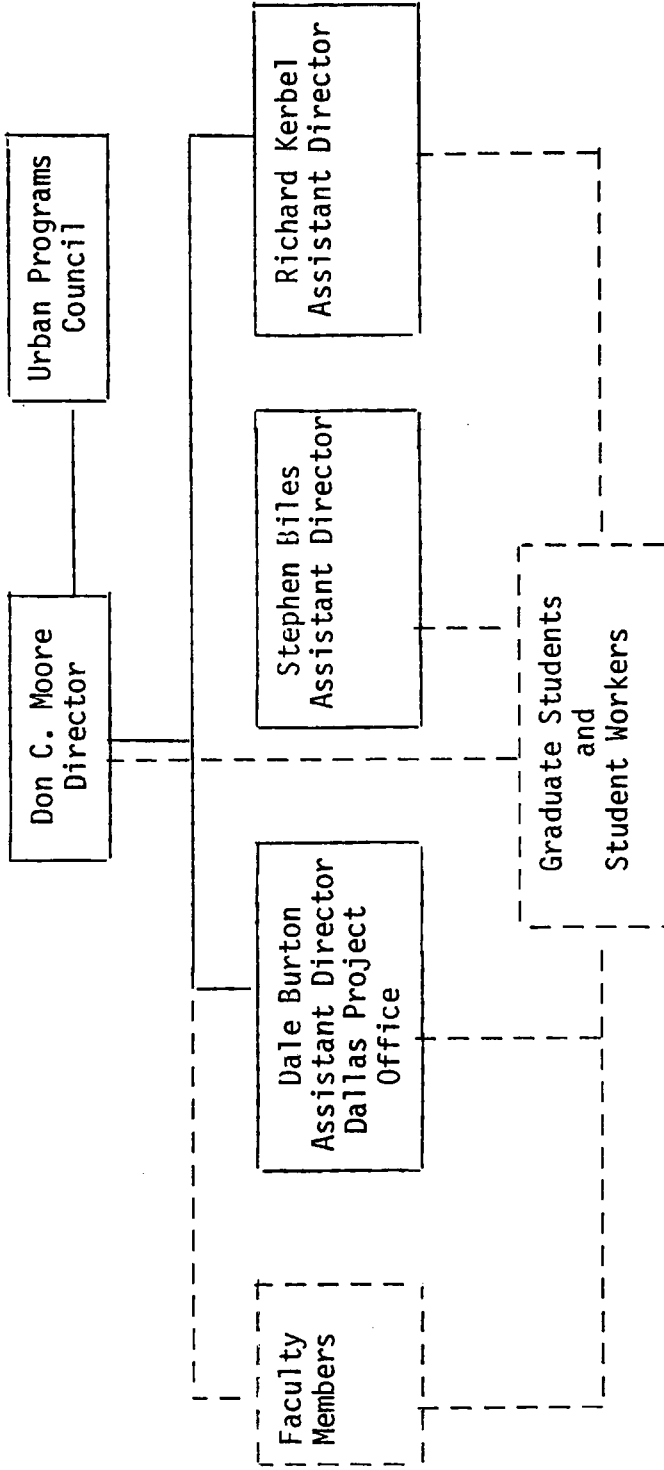 Don C. Moore
Director
Urban Programs
Council
Faculty
Members
Dale Burton
Assistant Director
Dallas Project
Office
Stephen Biles
Assistant Director
Richard Kerbel
Assistant Director
Graduate Students
and
Student Workers